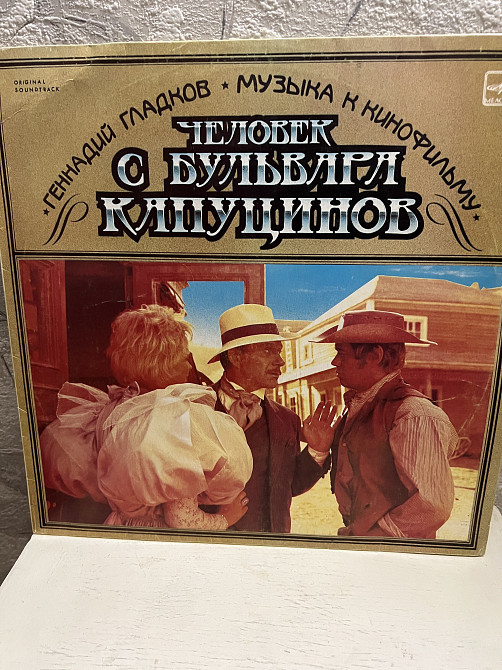 ORIGINAL
SOUNDTRACK
★ГЕННАДИЙ ГЛАДКОВ ★ МУЗЫКА К КИНОФИЛЬМУ★
ЧЕЛОВЕК
С БУЛЬВАРА
КАПУЦИНОВ